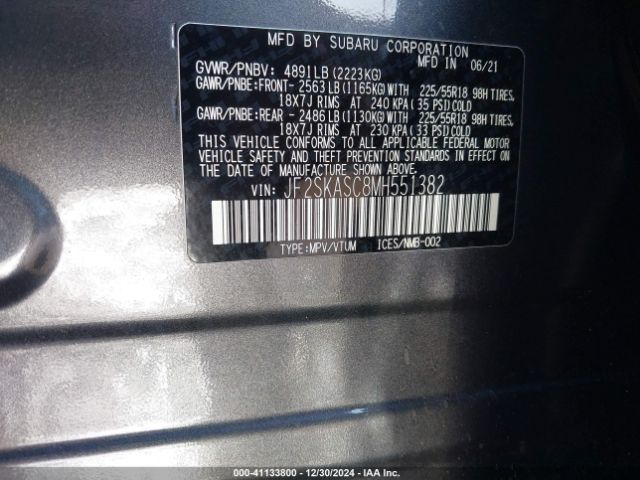 MFD BY SUBARU CORPORATION
MFD IN 06/21
GVWR/PNBV: 4891LB(2223KG)
GAWR/PNBE:FRONT- 2563LB(1165KG)WITH 225/55R18 98H TIRES,
18X7J RIMS AT 240 KPA(35 PSI)COLD
GAWR/PNBE:REAR - 2486LB(1130KG)WITH 225/55R18 98H TIRES,
18X7J RIMS AT 230 KPA(33 PSI)COLD
THIS VEHICLE CONFORMS TO ALL APPLICABLE FEDERAL MOTOR
VEHICLE SAFETY AND THEFT PREVENTION STANDARDS IN EFFECT ON
THE DATE OF MANUFACTURE SHOWN ABOVE.
VIN: JF2SKASC8MH551382
TYPE:MPV/VTUM ICES/NMB-002
000-41133800 - 12/30/2024 - IAA Inc.